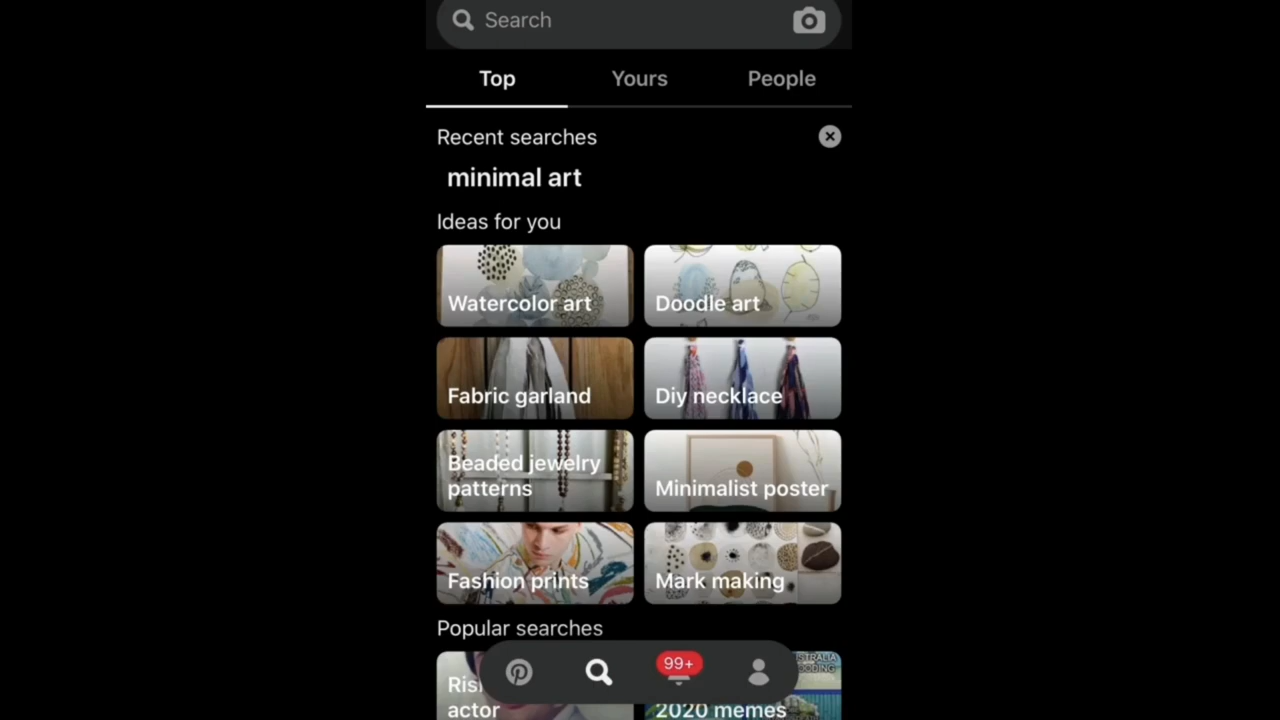 Search
Top Yours People
Recent searches
minimal art
Ideas for you
Watercolor art
Doodle art
Fabric garland
Diy necklace
Beaded jewelry
patterns
Minimalist poster
Fashion prints
Mark making
Popular searches
99+
actor
2020 memes